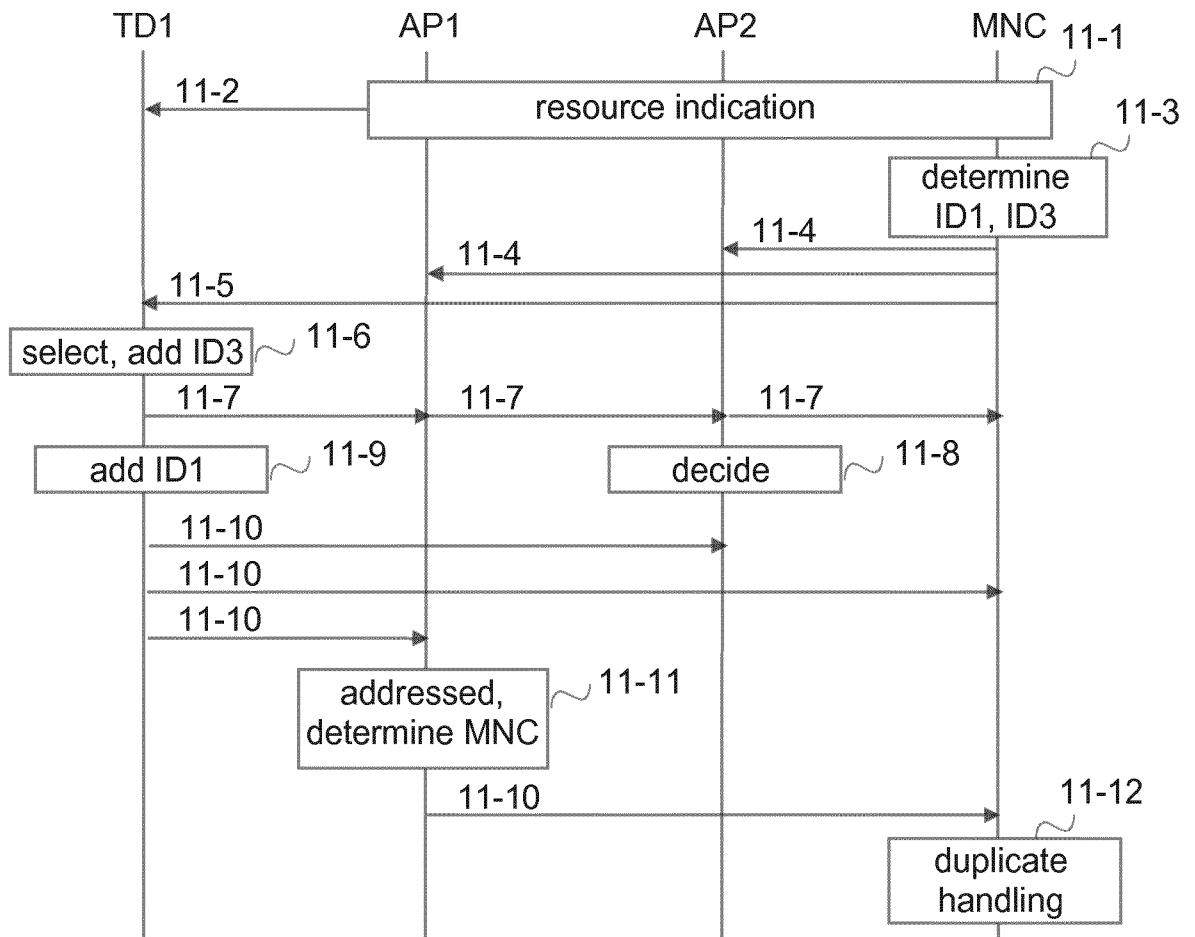 TD1 AP1 AP2 MNC
11-1
11-2 resource indication
11-3
determine
ID1, ID3
11-4
11-4
11-5
select, add ID3 11-6
11-7 11-7 11-7
add ID1 11-9 decide 11-8
11-10
11-10
11-10
addressed,
determine MNC
11-11
11-10
11-12
duplicate
handling